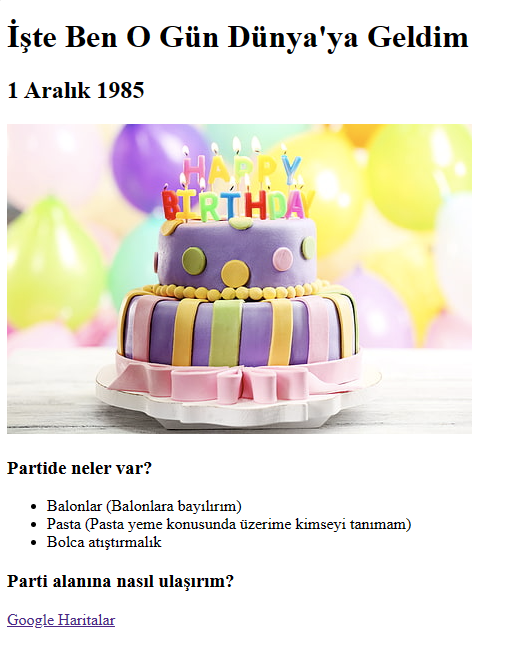 İşte Ben O Gün Dünya'ya Geldim
1 Aralık 1985
HAPPY
BIRTHDAY
Partide neler var?
Balonlar (Balonlara bayılırım)
Pasta (Pasta yeme konusunda üzerime kimseyi tanımam)
Bolca atıştırmalık
Parti alanına nasıl ulaşırım?
Google Haritalar